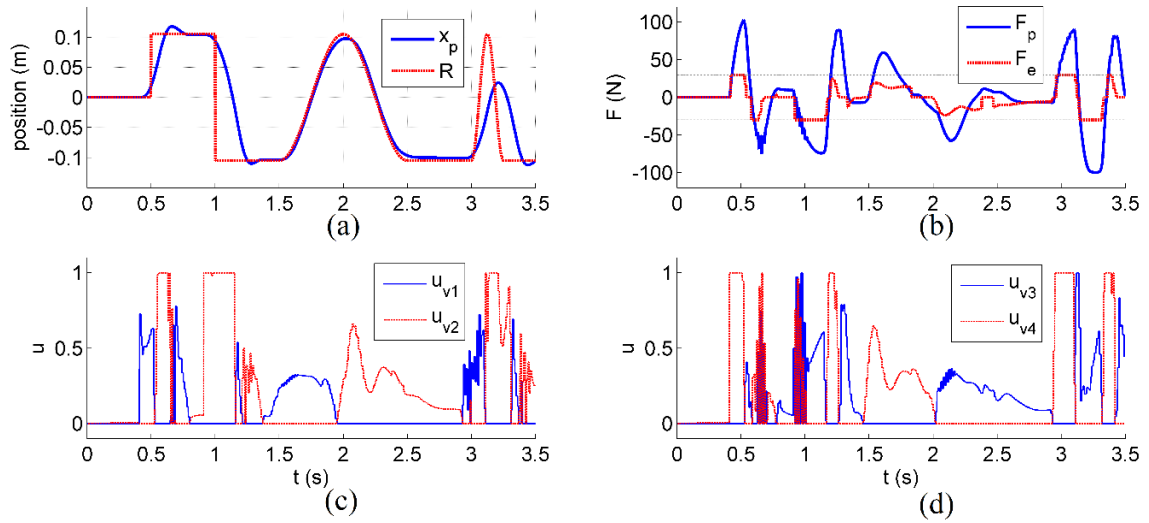 position (m)
0.1
0.05
0
-0.05
-0.1
x_p
R
0 0.5 1 1.5 2 2.5 3 3.5
(a)
F (N)
100
50
0
-50
-100
F_p
F_e
0 0.5 1 1.5 2 2.5 3 3.5
(b)
u
1
0.5
0
u_v1
u_v2
0 0.5 1 1.5 2 2.5 3 3.5
t (s)
(c)
u
1
0.5
0
u_v3
u_v4
0 0.5 1 1.5 2 2.5 3 3.5
t (s)
(d)